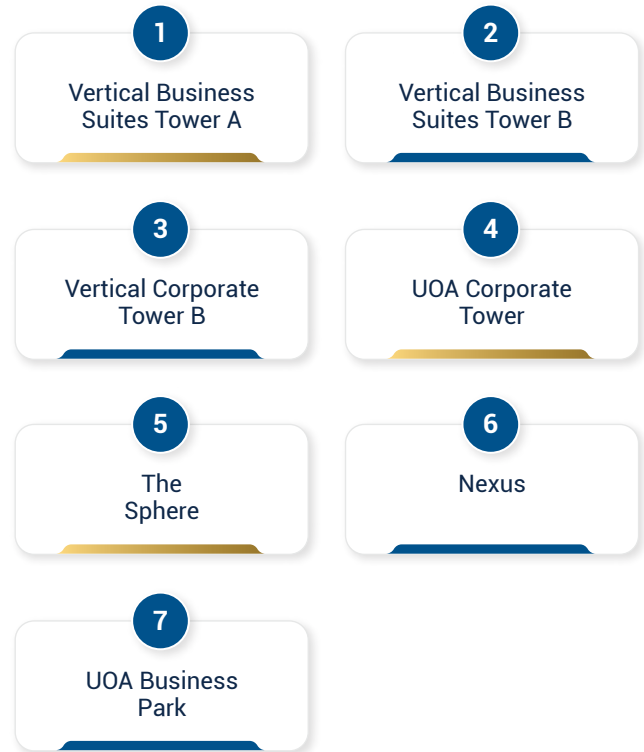 1
Vertical Business
Suites Tower A
2
Vertical Business
Suites Tower B
3
Vertical Corporate
Tower B
4
UOA Corporate
Tower
5
The
Sphere
6
Nexus
7
UOA Business
Park